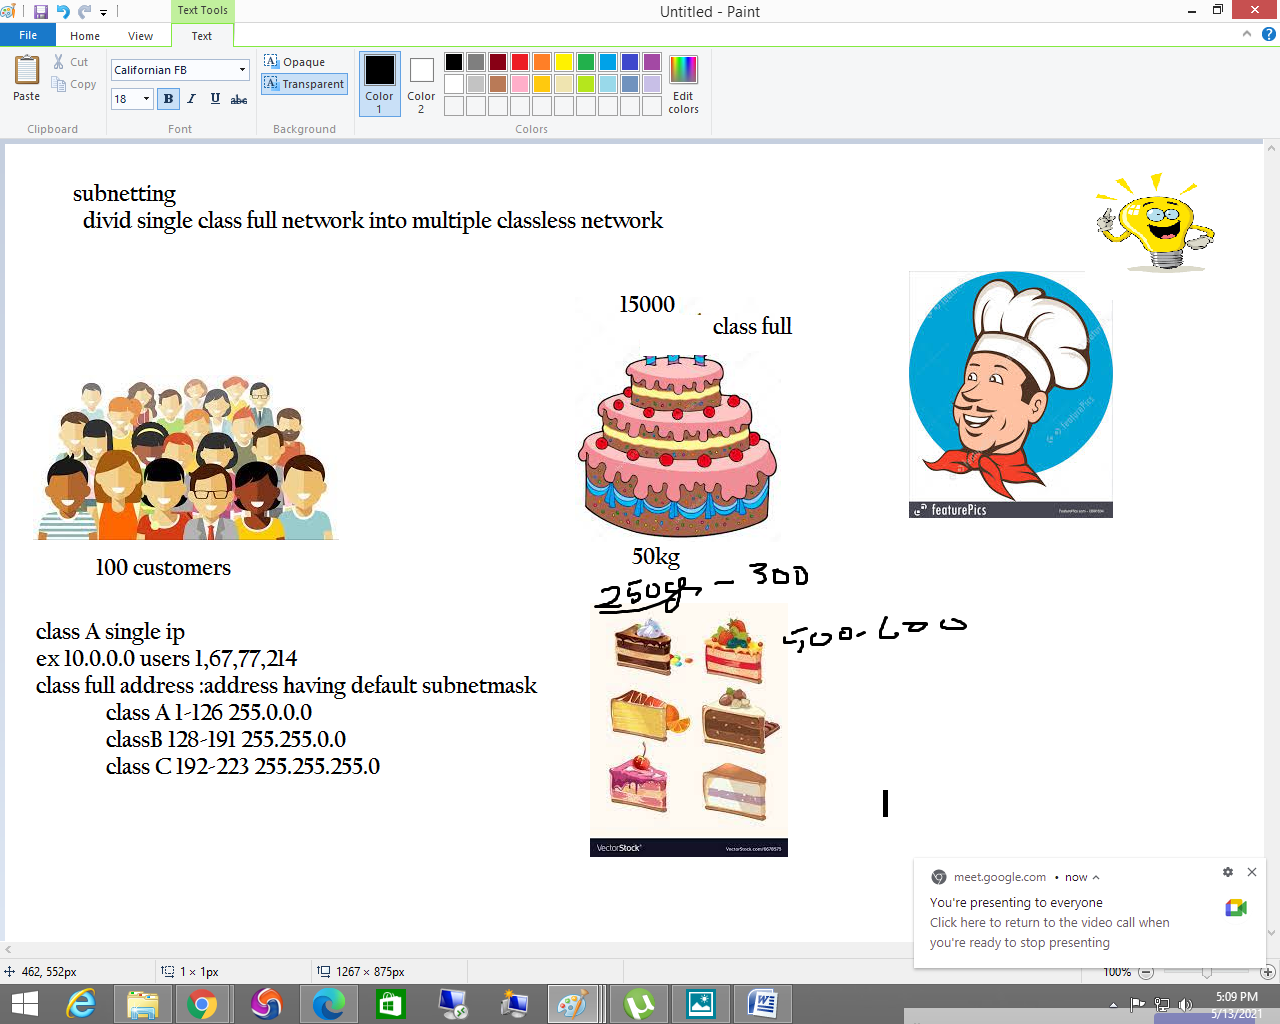 Untitled - Paint
Text Tools
File
Home
View
Text
Paste
Cut
Copy
Clipboard
Californian FB
18
B
I
U
abc
Font
Opaque
Transparent
Background
Color 1
Color 2
Edit colors
Colors
subnetting
divid single class full network into multiple classless network
15000
class full
featurePics
featurePics
100 customers
50kg
250g - 300
500-600
class A single ip
ex 10.0.0.0 users 1,67,77,214
class full address :address having default subnetmask
class A 1-126 255.0.0.0
classB 128-191 255.255.0.0
class C 192-223 255.255.255.0
VectorStock®
VectorStock.com/6678575
meet.google.com • now
You're presenting to everyone
Click here to return to the video call when
you're ready to stop presenting
462, 552px
1 × 1px
1267 × 875px
100%
5:09 PM
5/13/2021